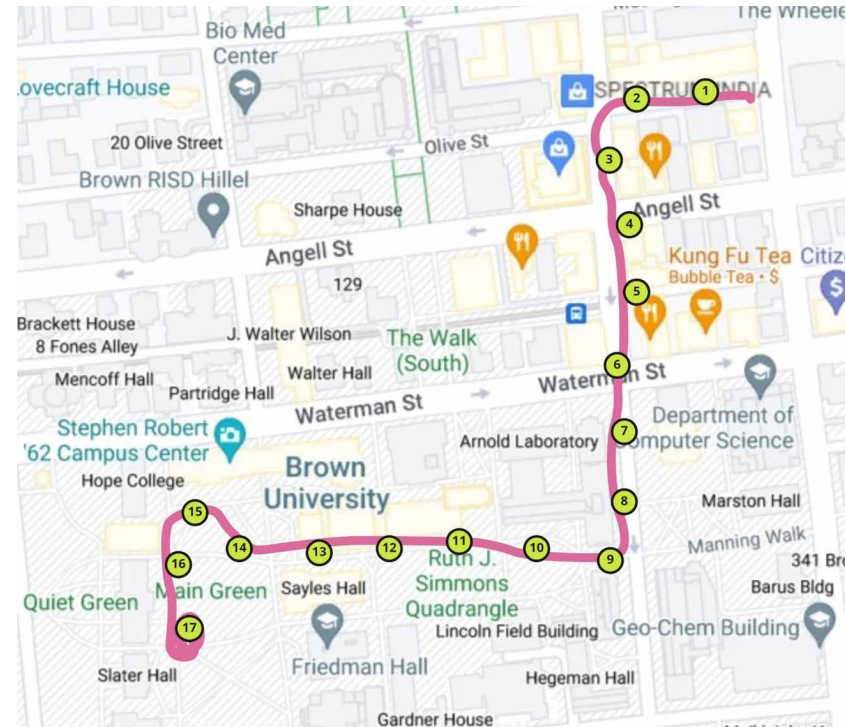 The Wheele
Bio Med
Center
Lovecraft House
SPECTRUM INDIA
1
2
20 Olive Street
Olive St
3
Brown RISD Hillel
Sharpe House
Angell St
4
Angell St
Kung Fu Tea
Bubble Tea • $
Citiz
$
129
5
Brackett House
8 Fones Alley
J. Walter Wilson
The Walk
(South)
6
Mencoff Hall
Walter Hall
Partridge Hall
Waterman St
Waterman St
Stephen Robert
'62 Campus Center
Department of
Computer Science
7
Arnold Laboratory
Hope College
Brown
University
8
Marston Hall
15
Manning Walk
14
13
12
11
10
9
341 Bro
16
Main Green
Sayles Hall
Ruth J.
Simmons
Quadrangle
Barus Bldg
Quiet Green
17
Lincoln Field Building
Geo-Chem Building
Slater Hall
Friedman Hall
Hegeman Hall
Gardner House